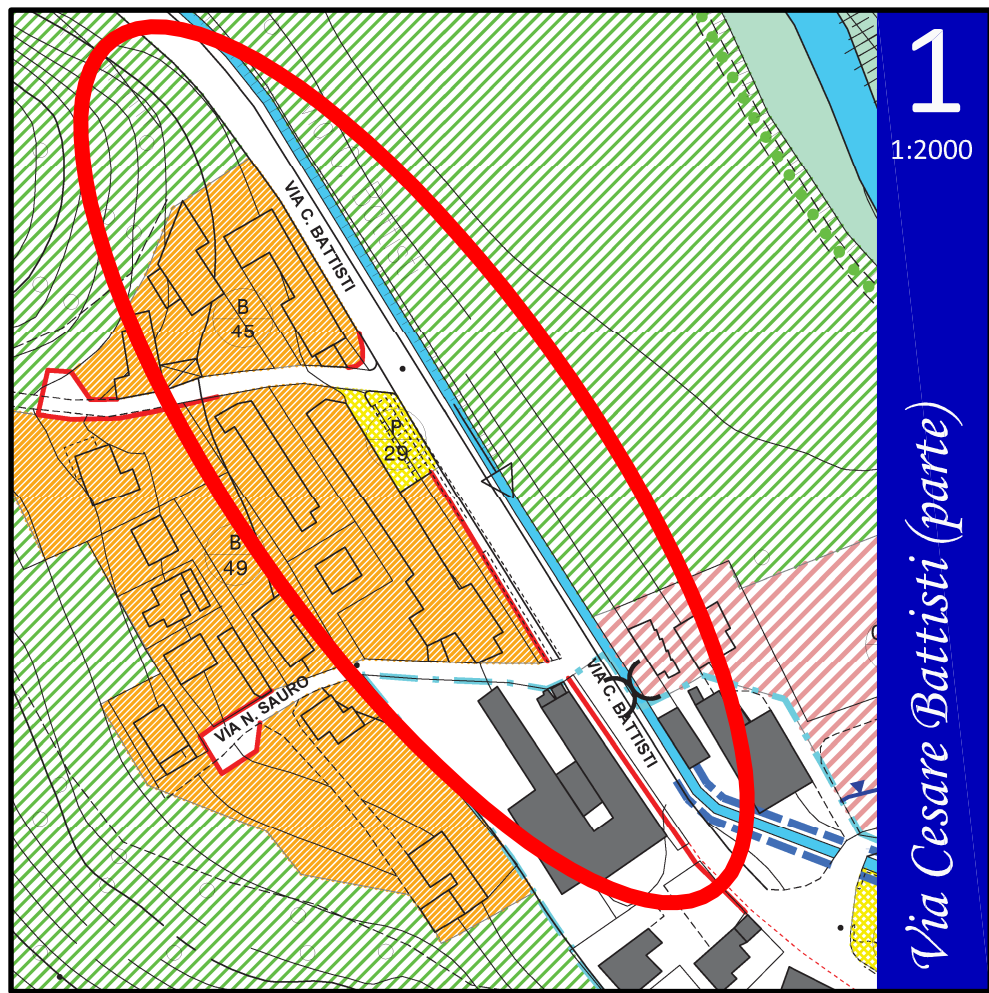 1
1:2000
Via Cesare Battisti (parte)
VIA C. BATTISTI
B
45
P
29
B
49
VIA C. BATTISTI
VIA N. SAURO